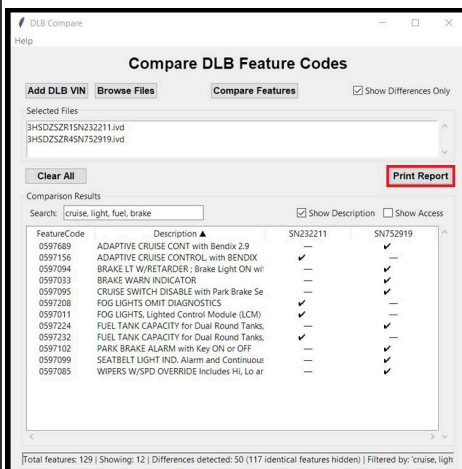 DLB Compare
Help
Compare DLB Feature Codes
Add DLB VIN Browse Files Compare Features Show Differences Only
Selected Files
3HSDZSZR1SN232211.ivd
3HSDZSZR4SN752919.ivd
Clear All Print Report
Comparison Results
Search: cruise, light, fuel, brake Show Description Show Access
FeatureCode Description ▲ SN232211 SN752919
0597689 ADAPTIVE CRUISE CONT with Bendix 2.9 — ✔
0597156 ADAPTIVE CRUISE CONTROL, with BENDIX ✔ —
0597094 BRAKE LT W/RETARDER ; Brake Light ON wi — ✔
0597033 BRAKE WARN INDICATOR — ✔
0597095 CRUISE SWITCH DISABLE with Park Brake Se — ✔
0597208 FOG LIGHTS OMIT DIAGNOSTICS ✔ —
0597011 FOG LIGHTS, Lighted Control Module (LCM) ✔ —
0597224 FUEL TANK CAPACITY for Dual Round Tanks, — ✔
0597232 FUEL TANK CAPACITY for Dual Round Tanks, ✔ —
0597102 PARK BRAKE ALARM with Key ON or OFF — ✔
0597099 SEATBELT LIGHT IND. Alarm and Continuous — ✔
0597085 WIPERS W/SPD OVERRIDE Includes Hi, Lo ar — ✔
Total features: 129 | Showing: 12 | Differences detected: 50 (117 identical features hidden) | Filtered by: 'cruise, ligh